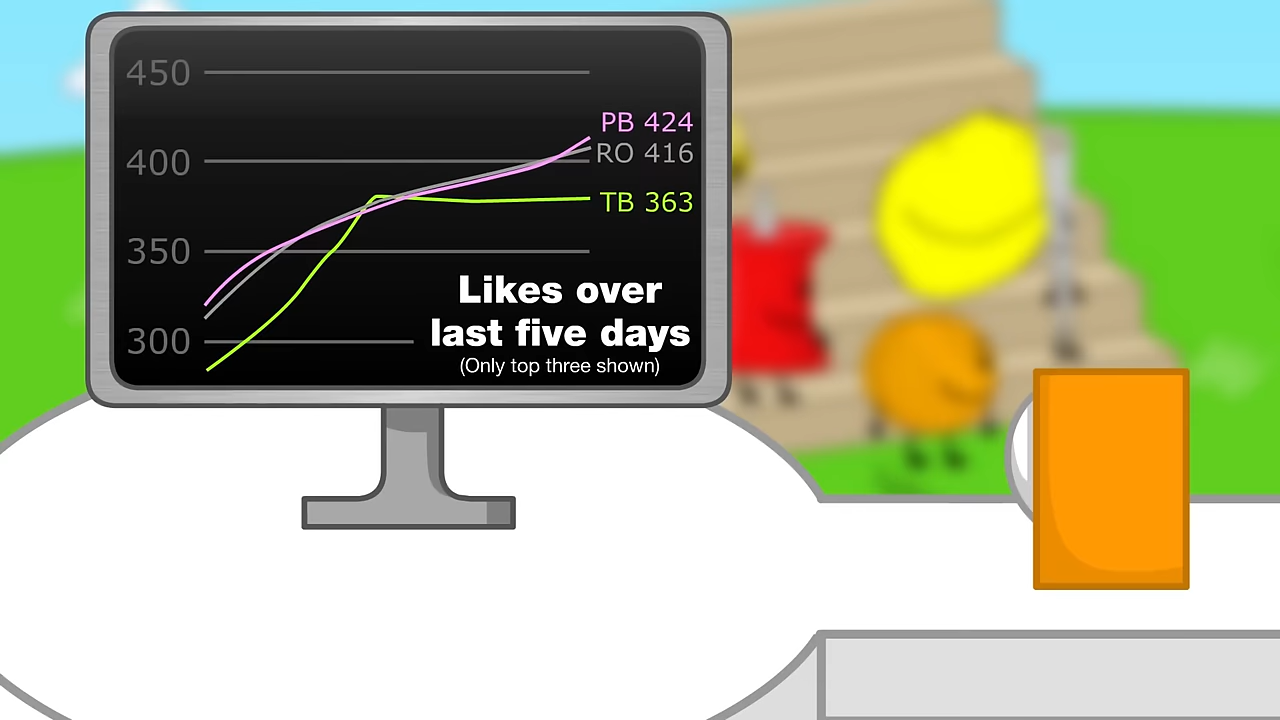 450
PB 424
400
RO 416
TB 363
350
Likes over
last five days
300
(Only top three shown)